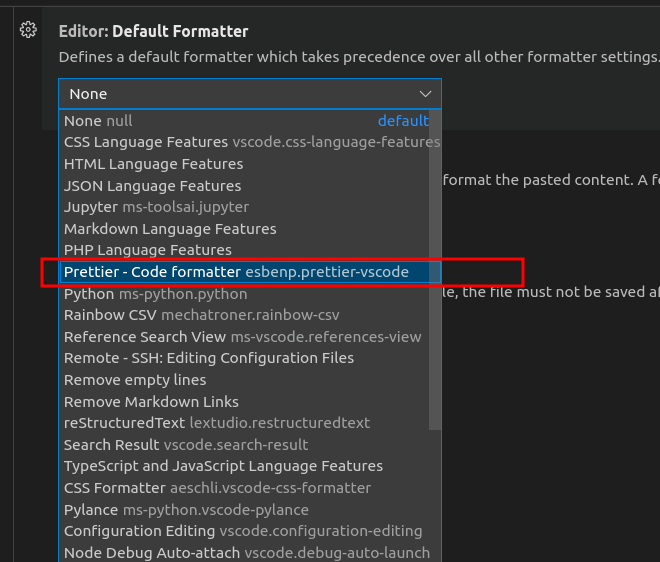 Editor: Default Formatter
Defines a default formatter which takes precedence over all other formatter settings.
None
None null default
CSS Language Features vscode.css-language-features
HTML Language Features
JSON Language Features
format the pasted content. A fo
Jupyter ms-toolsai.jupyter
Markdown Language Features
PHP Language Features
Prettier - Code formatter esbenp.prettier-vscode
Python ms-python.python
le, the file must not be saved af
Rainbow CSV mechatroner.rainbow-csv
Reference Search View ms-vscode.references-view
Remote - SSH: Editing Configuration Files
Remove empty lines
Remove Markdown Links
reStructuredText lextudio.restructuredtext
Search Result vscode.search-result
TypeScript and JavaScript Language Features
CSS Formatter aeschli.vscode-css-formatter
Pylance ms-python.vscode-pylance
Configuration Editing vscode.configuration-editing
Node Debug Auto-attach vscode.debug-auto-launch